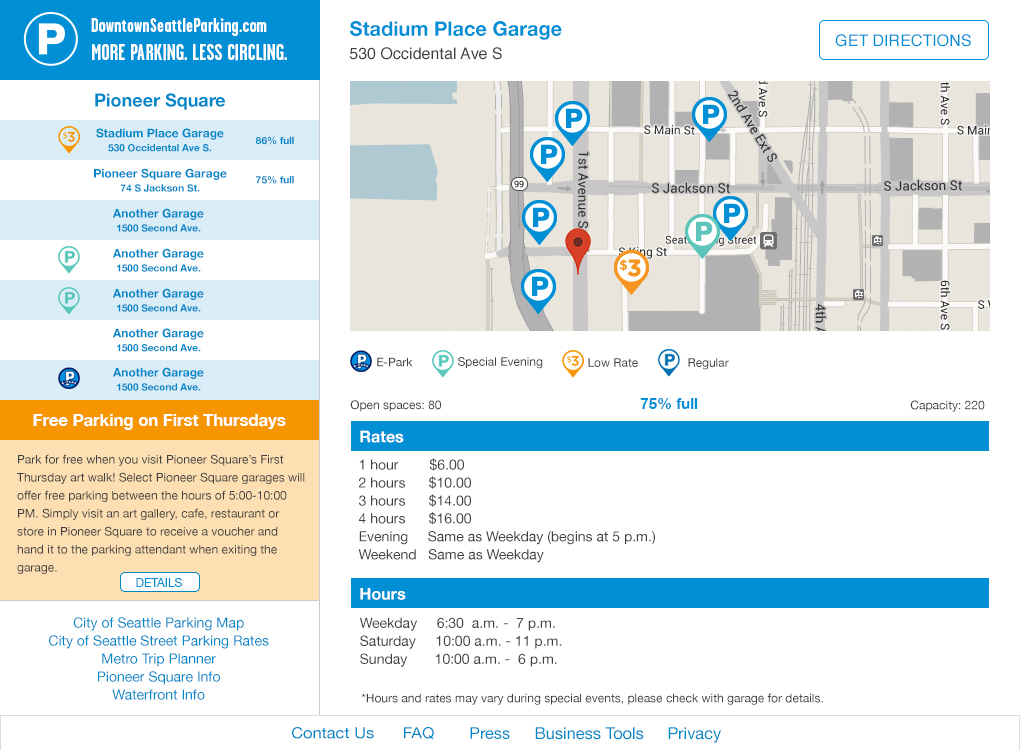 DowntownSeattleParking.com
MORE PARKING. LESS CIRCLING.
Pioneer Square
$3 Stadium Place Garage 86% full
530 Occidental Ave S.
Pioneer Square Garage 75% full
74 S Jackson St.
Another Garage
1500 Second Ave.
P Another Garage
1500 Second Ave.
P Another Garage
1500 Second Ave.
Another Garage
1500 Second Ave.
P Another Garage
1500 Second Ave.
Free Parking on First Thursdays
Park for free when you visit Pioneer Square's First
Thursday art walk! Select Pioneer Square garages will
offer free parking between the hours of 5:00-10:00
PM. Simply visit an art gallery, cafe, restaurant or
store in Pioneer Square to receive a voucher and
hand it to the parking attendant when exiting the
garage.
DETAILS
City of Seattle Parking Map
City of Seattle Street Parking Rates
Metro Trip Planner
Pioneer Square Info
Waterfront Info
Stadium Place Garage
530 Occidental Ave S
GET DIRECTIONS
S Main St
S Mai
2nd Ave Ext S
d Ave S
th Ave S
1st Avenue S
99
S Jackson St
S Jackson St
S King St
$3
4th A
6th Ave S
E-Park
P Special Evening
$3 Low Rate
P Regular
Open spaces: 80
75% full
Capacity: 220
Rates
1 hour $6.00
2 hours $10.00
3 hours $14.00
4 hours $16.00
Evening Same as Weekday (begins at 5 p.m.)
Weekend Same as Weekday
Hours
Weekday 6:30 a.m. - 7 p.m.
Saturday 10:00 a.m. - 11 p.m.
Sunday 10:00 a.m. - 6 p.m.
*Hours and rates may vary during special events, please check with garage for details.
Contact Us FAQ Press Business Tools Privacy